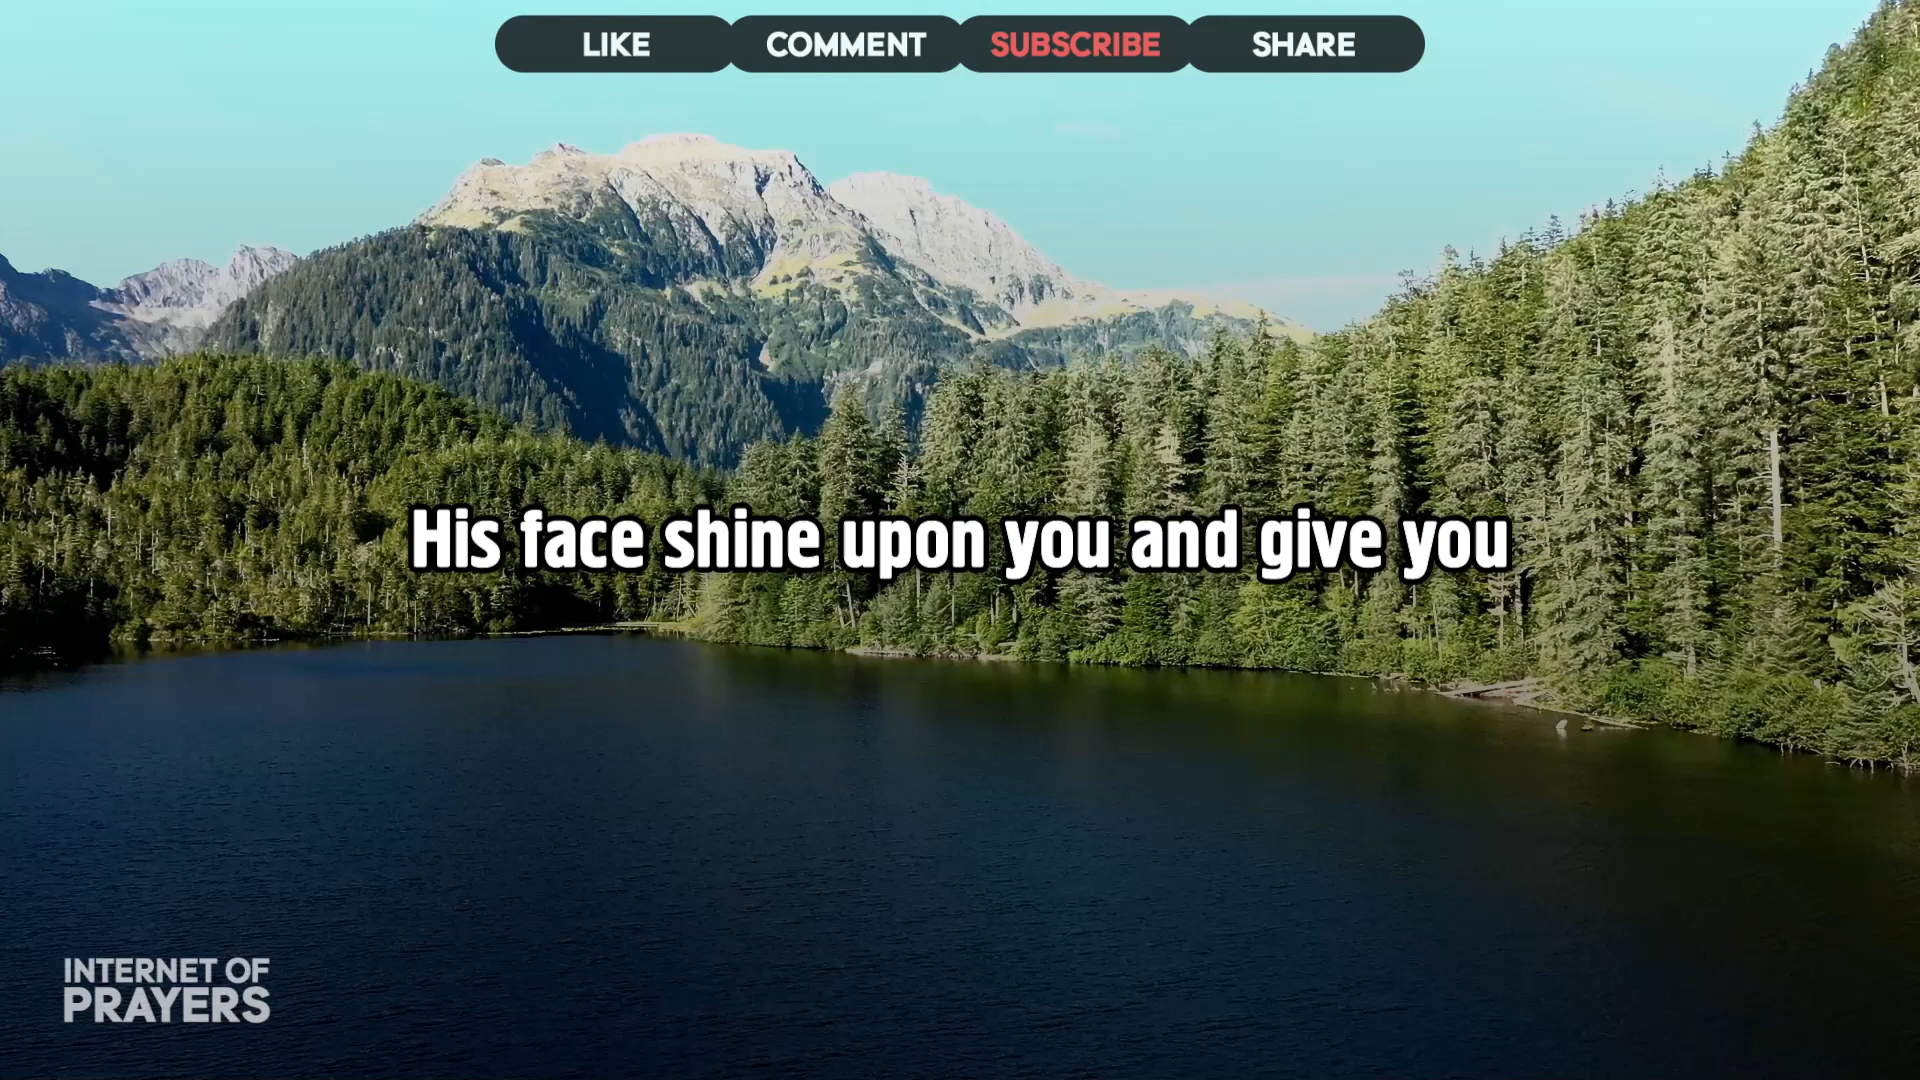 LIKE COMMENT SUBSCRIBE SHARE
His face shine upon you and give you
INTERNET OF
PRAYERS